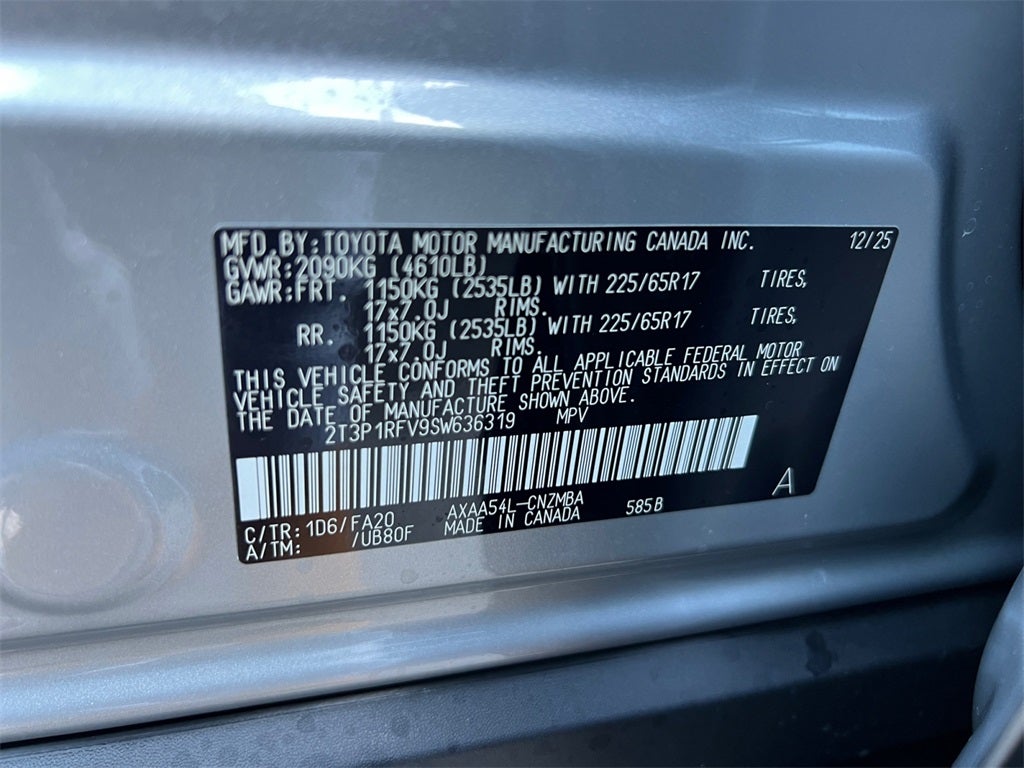 MFD. BY: TOYOTA MOTOR MANUFACTURING CANADA INC. 12/25
GVWR: 2090KG (4610LB)
GAWR: FRT. 1150KG (2535LB) WITH 225/65R17 TIRES,
17x7.0J RIMS.
RR. 1150KG (2535LB) WITH 225/65R17 TIRES,
17x7.0J RIMS.
THIS VEHICLE CONFORMS TO ALL APPLICABLE FEDERAL MOTOR
VEHICLE SAFETY AND THEFT PREVENTION STANDARDS IN EFFECT ON
THE DATE OF MANUFACTURE SHOWN ABOVE.
2T3P1RFV9SW636319 MPV
A
C/TR: 1D6/FA20 AXAA54L-CNZMBA 585B
A/TM: /UB80F MADE IN CANADA